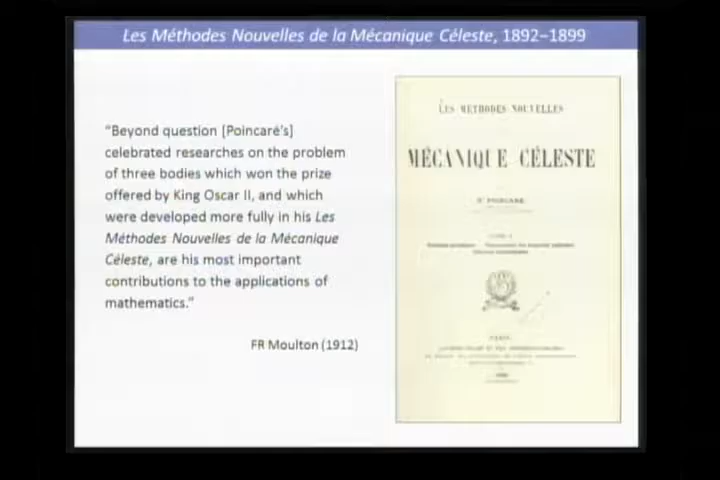 Les Méthodes Nouvelles de la Mécanique Céleste, 1892–1899
"Beyond question [Poincaré's]
celebrated researches on the problem
of three bodies which won the prize
offered by King Oscar II, and which
were developed more fully in his Les
Méthodes Nouvelles de la Mécanique
Céleste, are his most important
contributions to the applications of
mathematics."
FR Moulton (1912)
LES MÉTHODES NOUVELLES
MÉCANIQUE CÉLESTE
H. POINCARÉ
PARIS